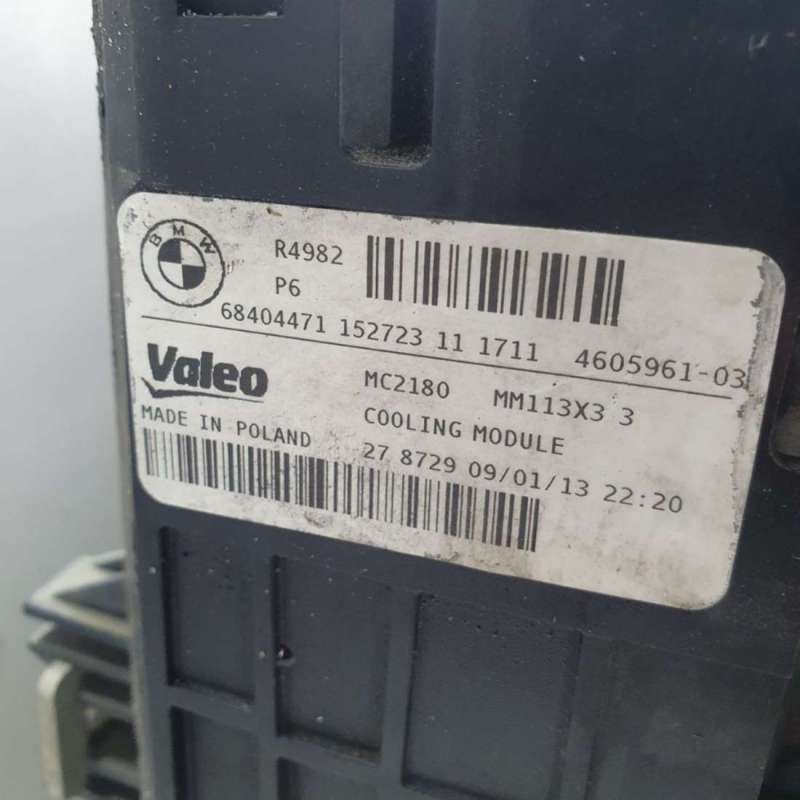 BMW
R4982
P6
68404471 152723 11 1711 4605961-03
Valeo MC2180 MM113X3 3
MADE IN POLAND COOLING MODULE
27 8729 09/01/13 22:20